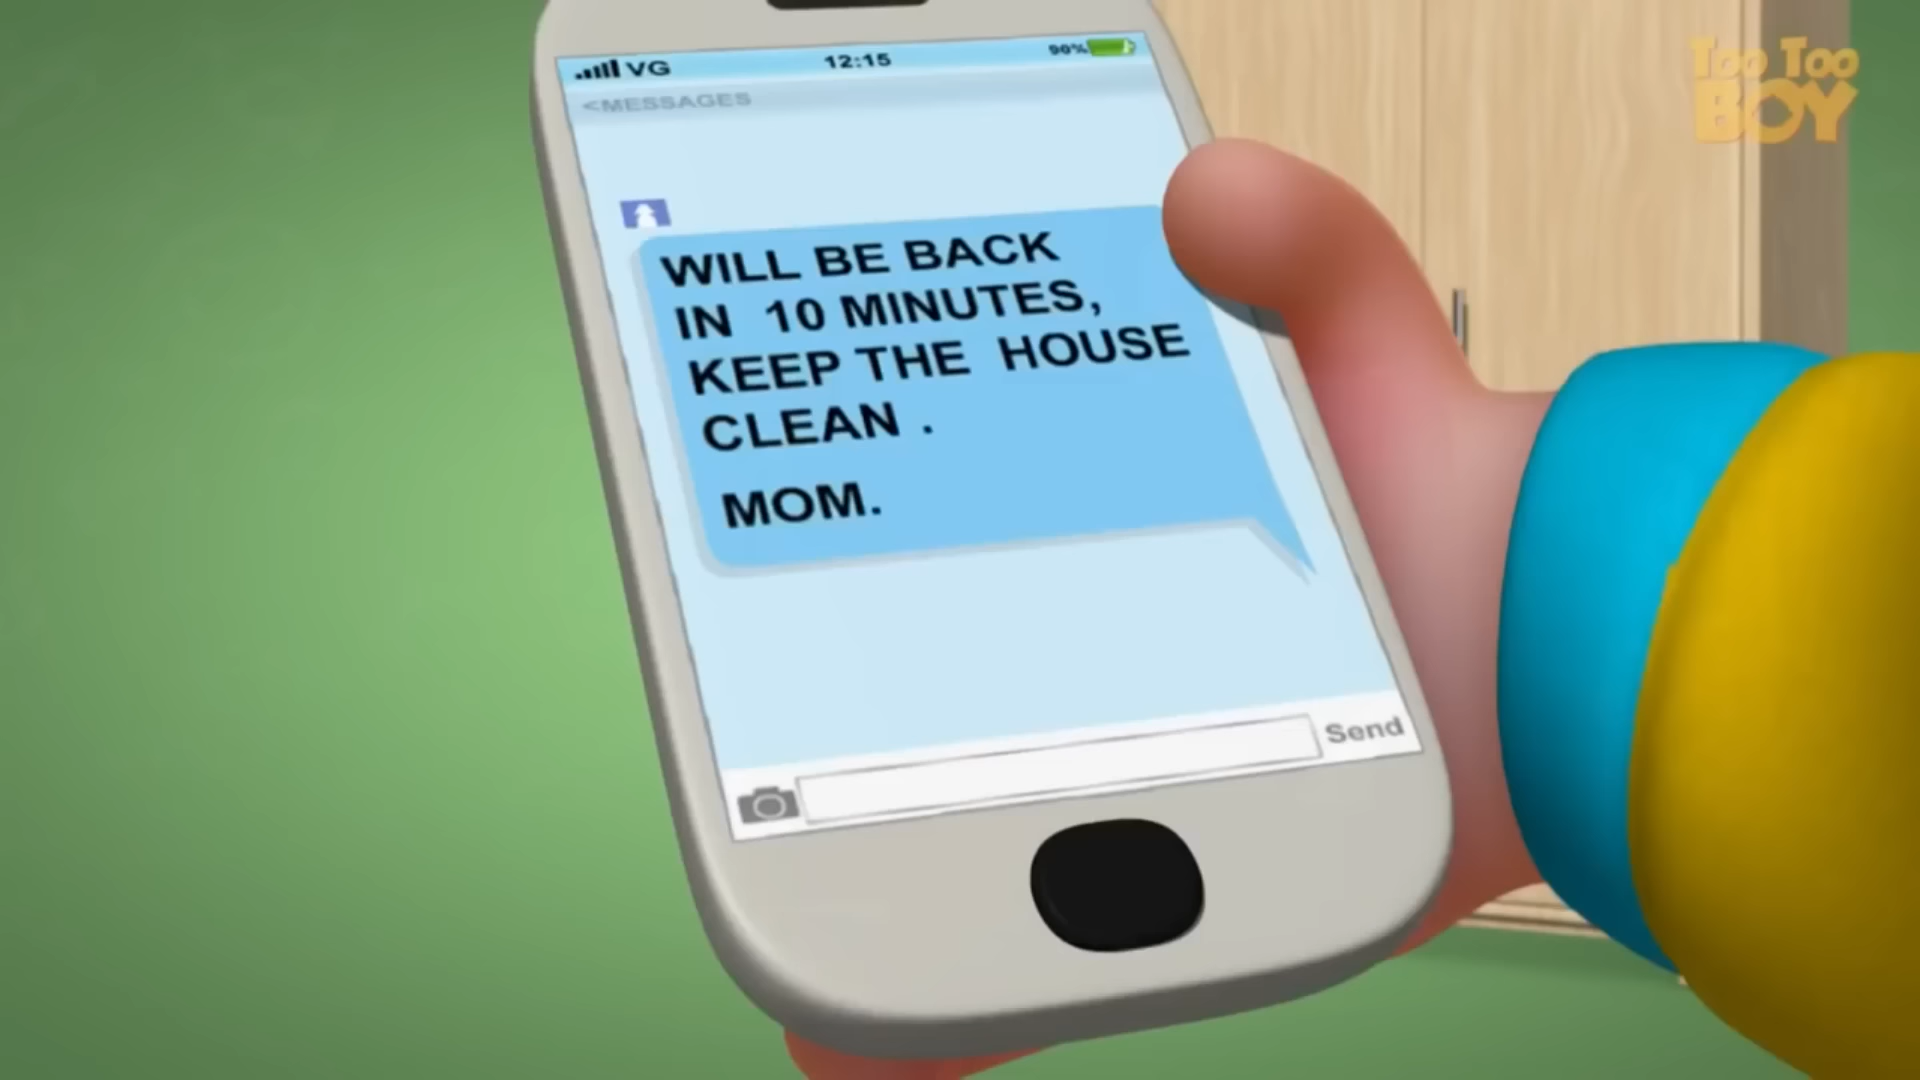 VG 12:15 90%
<MESSAGES
WILL BE BACK
IN 10 MINUTES,
KEEP THE HOUSE
CLEAN .
MOM.
Send
Too Too
BOY